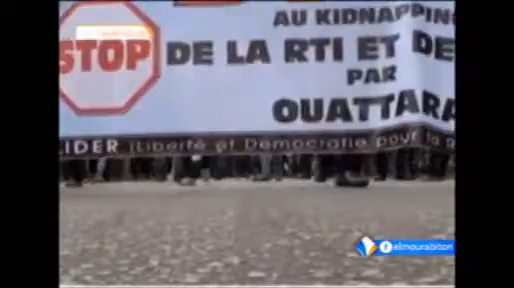 AU KIDNAPPING
STOP DE LA RTI ET DE
PAR
OUATTARA
LIDER (Liberté et Démocratie pour la
elmourabiton